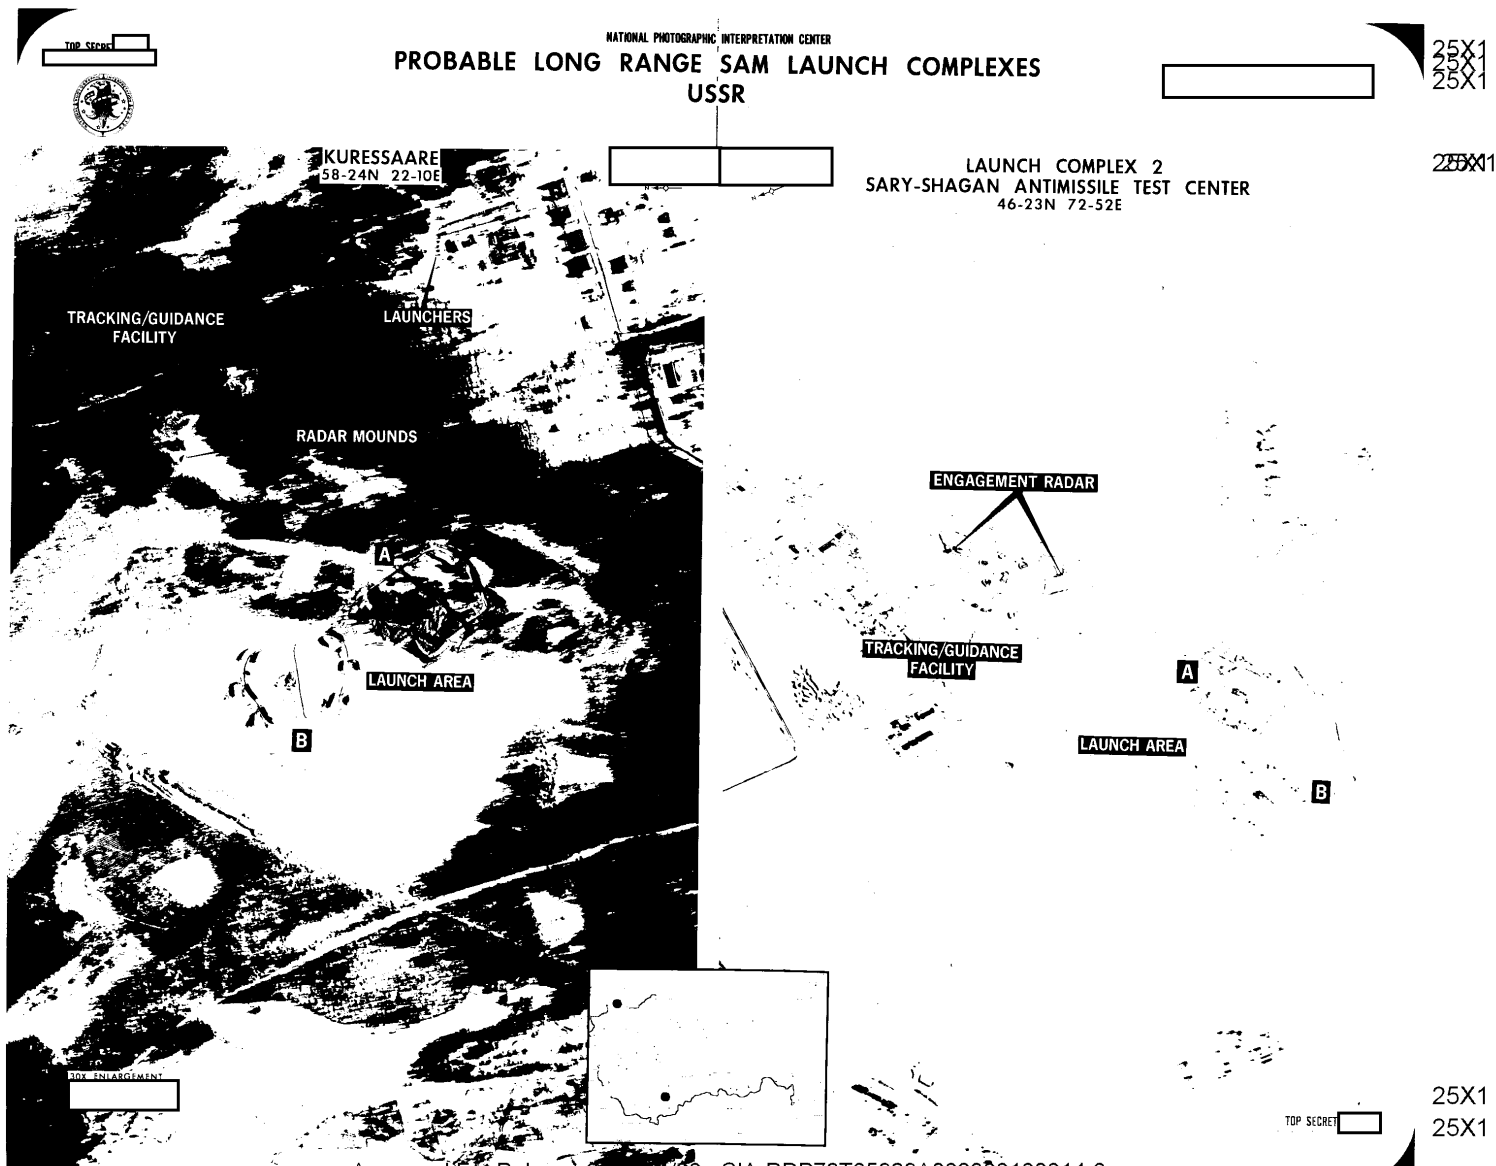 TOP SECRET
NATIONAL PHOTOGRAPHIC INTERPRETATION CENTER
PROBABLE LONG RANGE SAM LAUNCH COMPLEXES
USSR
25X1
25X1
25X1
KURESSAARE
58-24N 22-10E
LAUNCH COMPLEX 2
SARY-SHAGAN ANTIMISSILE TEST CENTER
46-23N 72-52E
25X1
N
N
TRACKING/GUIDANCE
FACILITY
LAUNCHERS
RADAR MOUNDS
A
LAUNCH AREA
B
ENGAGEMENT RADAR
TRACKING/GUIDANCE
FACILITY
A
LAUNCH AREA
B
30X ENLARGEMENT
TOP SECRET
25X1
25X1